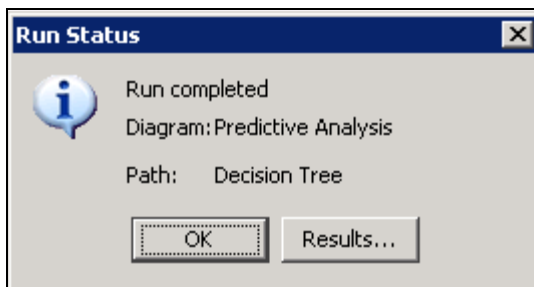 Run Status
Run completed
Diagram: Predictive Analysis
Path: Decision Tree
OK Results...